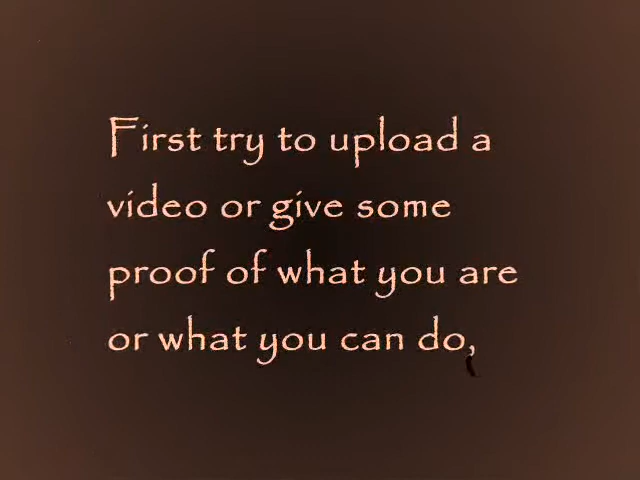 First try to upload a
video or give some
proof of what you are
or what you can do,